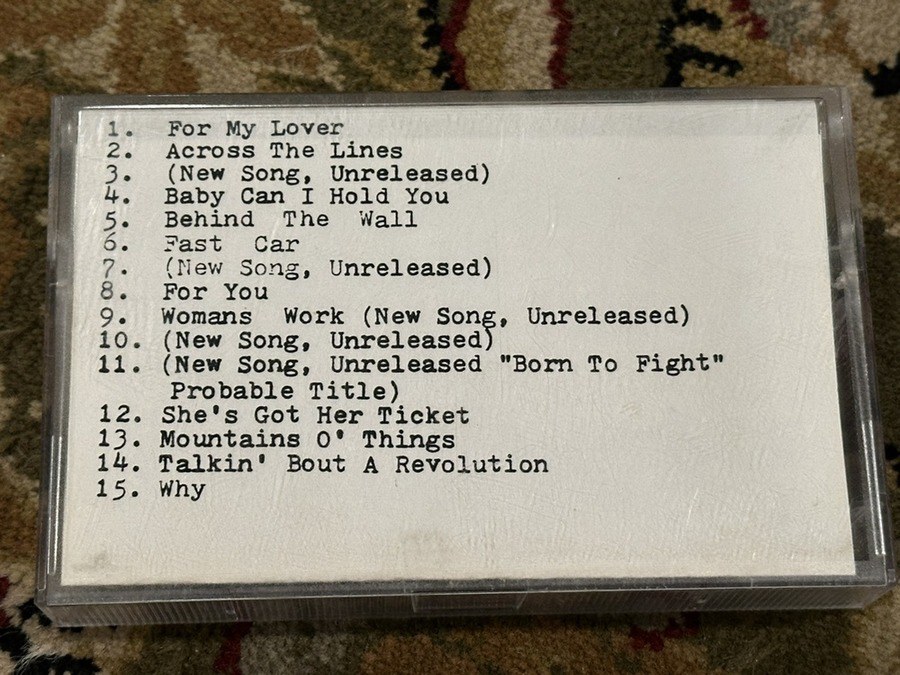 1. For My Lover
2. Across The Lines
3. (New Song, Unreleased)
4. Baby Can I Hold You
5. Behind The Wall
6. Fast Car
7. (New Song, Unreleased)
8. For You
9. Womans Work (New Song, Unreleased)
10. (New Song, Unreleased)
11. (New Song, Unreleased "Born To Fight"
Probable Title)
12. She's Got Her Ticket
13. Mountains O' Things
14. Talkin' Bout A Revolution
15. Why